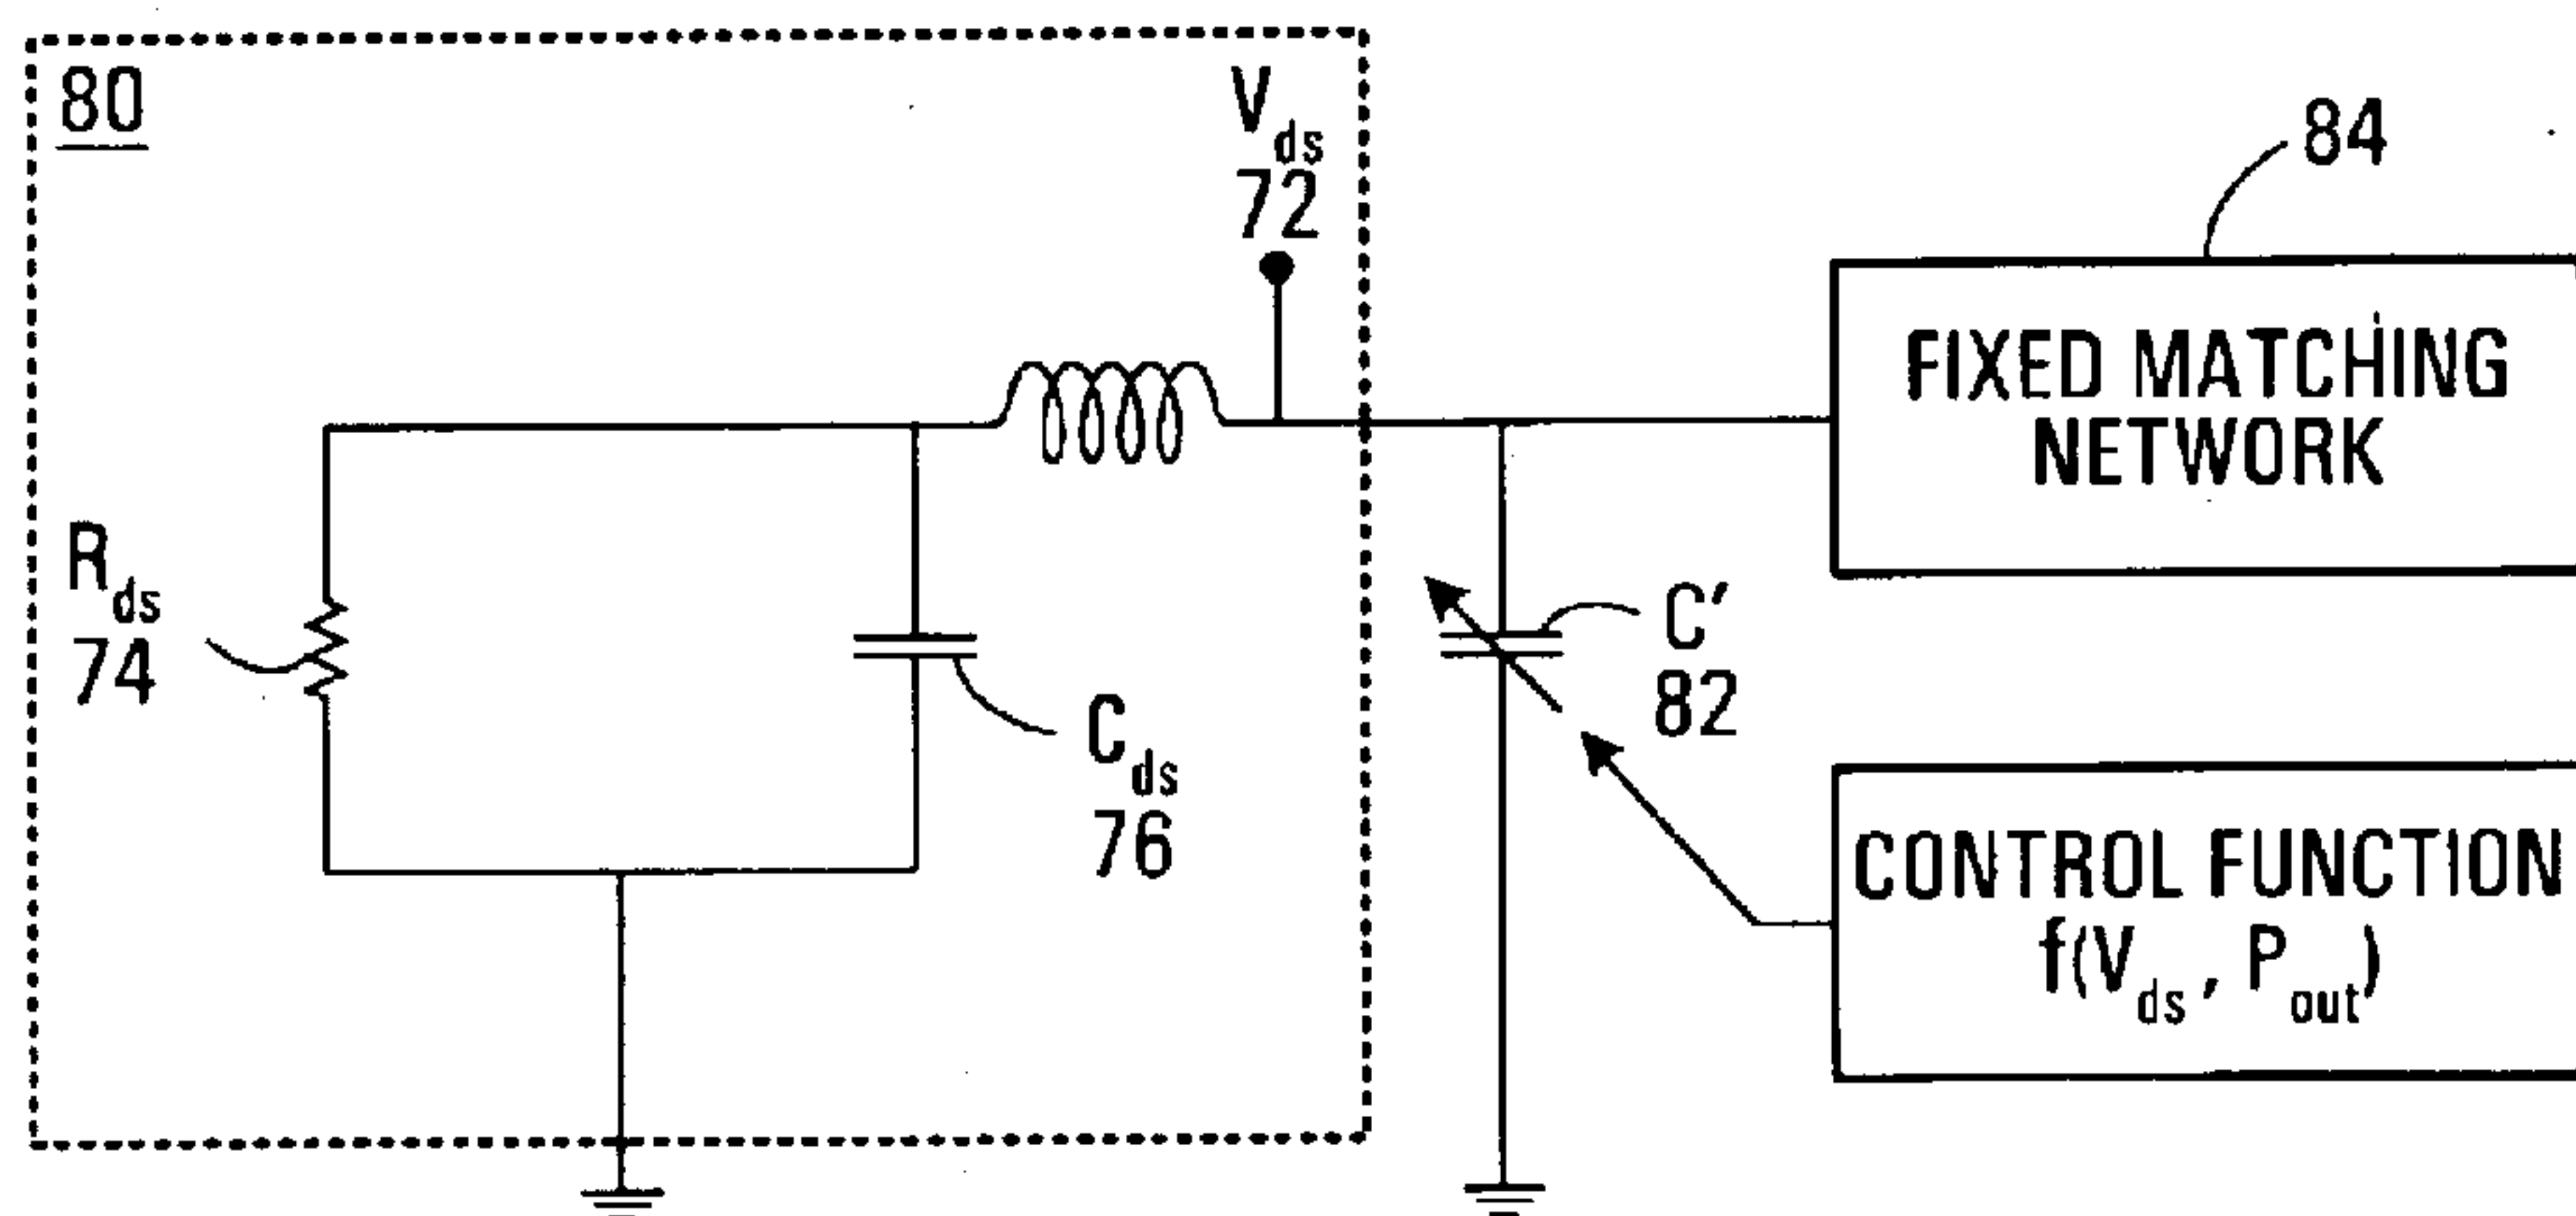 80
V_ds
72
84
FIXED MATCHING
NETWORK
R_ds
74
C_ds
76
C'
82
CONTROL FUNCTION
f(V_ds, P_out)